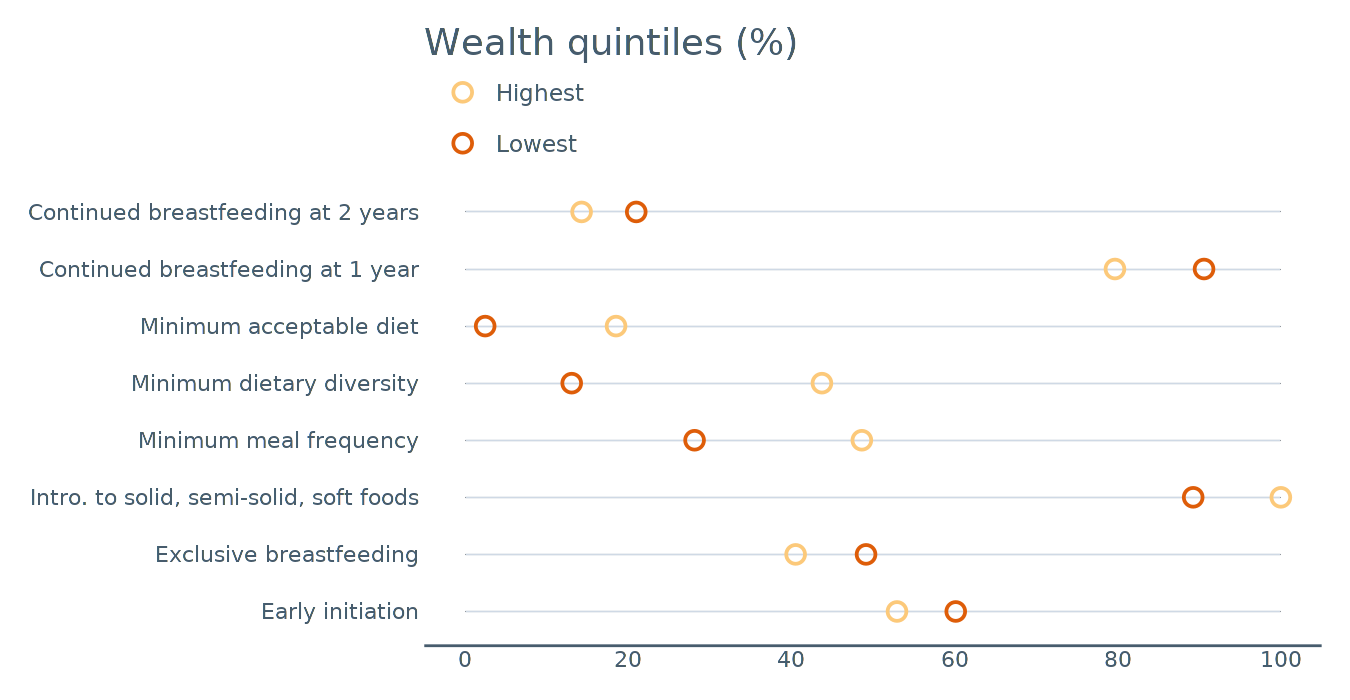 Wealth quintiles (%)
Highest
Lowest
Continued breastfeeding at 2 years
Continued breastfeeding at 1 year
Minimum acceptable diet
Minimum dietary diversity
Minimum meal frequency
Intro. to solid, semi-solid, soft foods
Exclusive breastfeeding
Early initiation
0 20 40 60 80 100